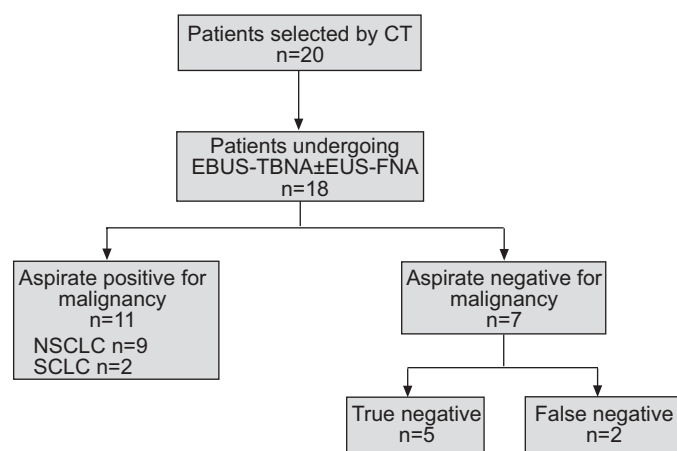 Patients selected by CT
n=20
Patients undergoing
EBUS-TBNA±EUS-FNA
n=18
Aspirate positive for
malignancy
n=11
NSCLC n=9
SCLC n=2
Aspirate negative for
malignancy
n=7
True negative
n=5
False negative
n=2